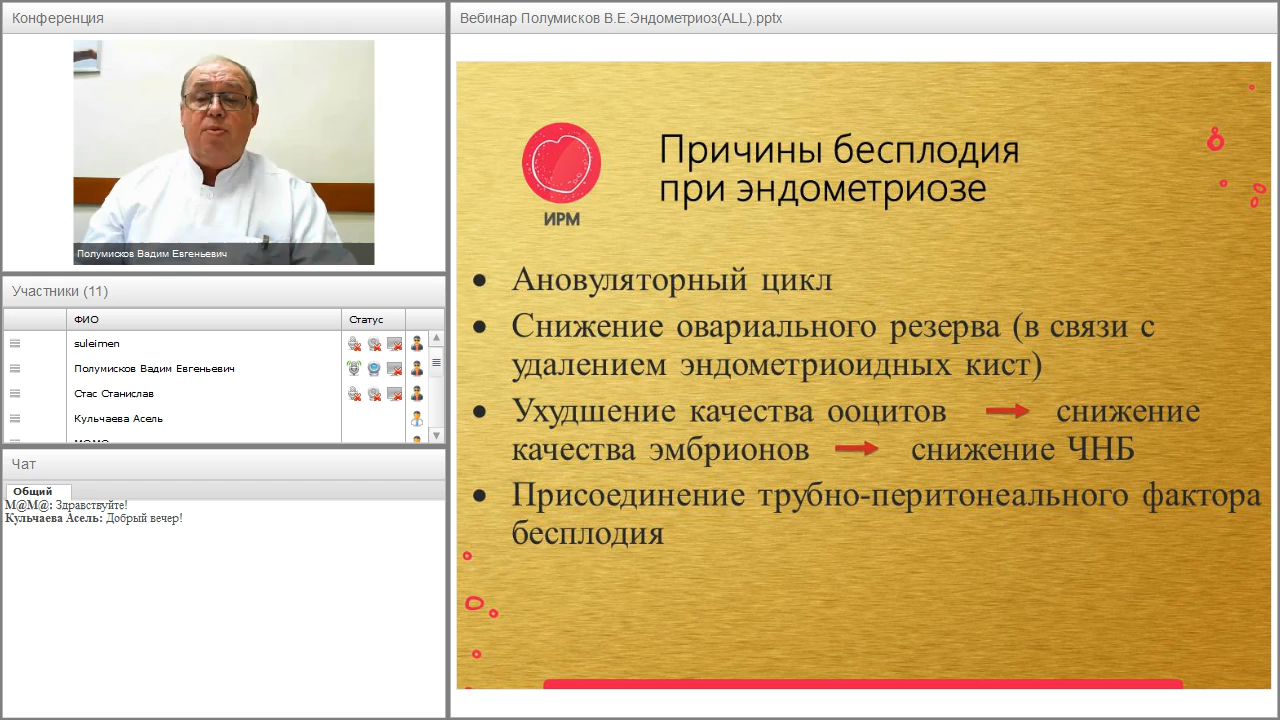 Конференция
Полумисков Вадим Евгеньевич
Участники (11)
ФИО Статус
suleimen
Полумисков Вадим Евгеньевич
Стас Станислав
Кульчаева Асель
Чат
Общий
M@M@: Здравствуйте!
Кульчаева Асель: Добрый вечер!
Вебинар Полумисков В.Е.Эндометриоз(ALL).pptx
ИРМ
Причины бесплодия
при эндометриозе
• Ановуляторный цикл
• Снижение овариального резерва (в связи с
удалением эндометриоидных кист)
• Ухудшение качества ооцитов снижение
качества эмбрионов снижение ЧНБ
• Присоединение трубно-перитонеального фактора
бесплодия